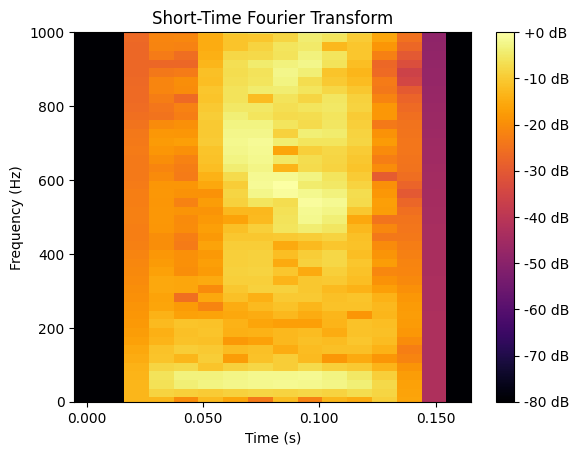 Short-Time Fourier Transform
1000
800
600
400
200
0
Frequency (Hz)
0.000
0.050
0.100
0.150
Time (s)
+0 dB
-10 dB
-20 dB
-30 dB
-40 dB
-50 dB
-60 dB
-70 dB
-80 dB